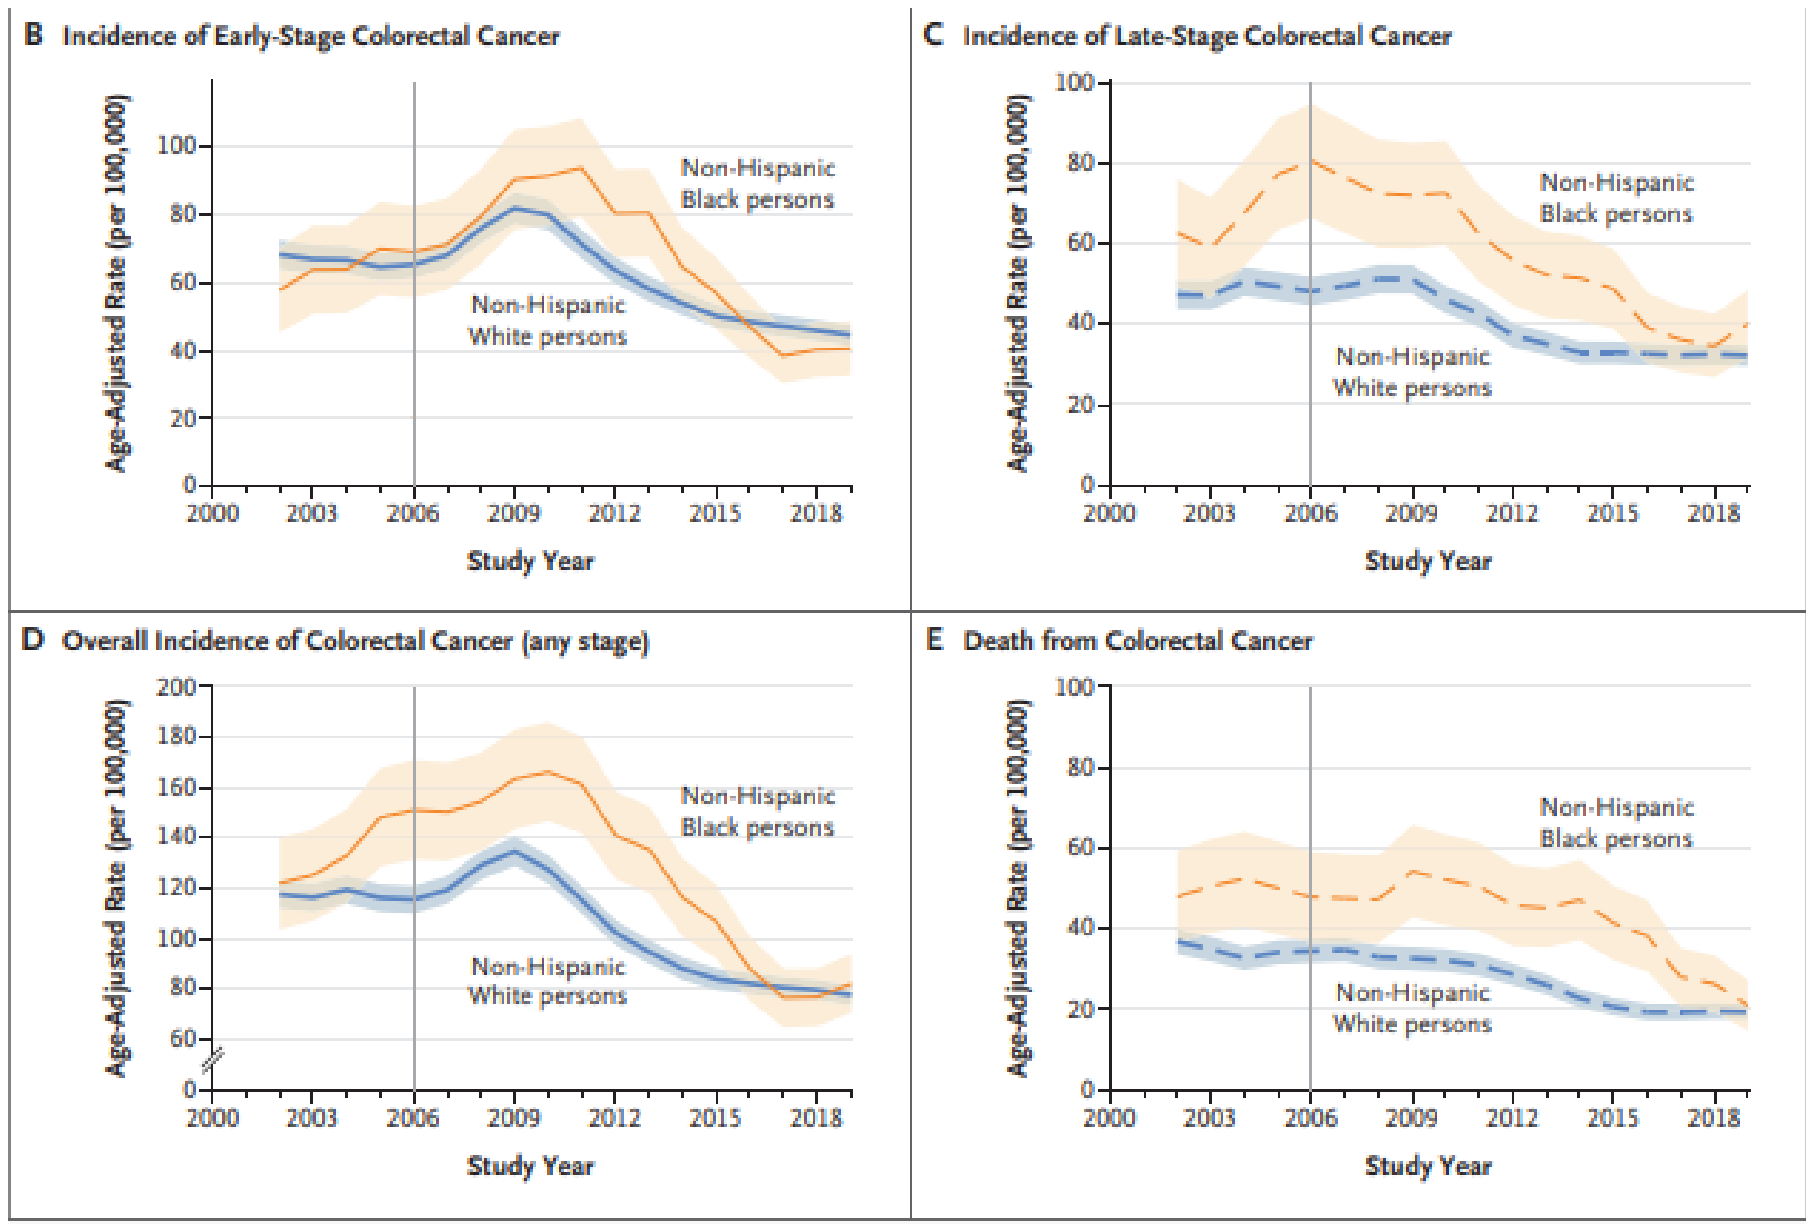 B Incidence of Early-Stage Colorectal Cancer
Age-Adjusted Rate (per 100,000)
100
80
60
40
20
0
Non-Hispanic
Black persons
Non-Hispanic
White persons
2000 2003 2006 2009 2012 2015 2018
Study Year
C Incidence of Late-Stage Colorectal Cancer
Age-Adjusted Rate (per 100,000)
100
80
60
40
20
0
Non-Hispanic
Black persons
Non-Hispanic
White persons
2000 2003 2006 2009 2012 2015 2018
Study Year
D Overall Incidence of Colorectal Cancer (any stage)
Age-Adjusted Rate (per 100,000)
200
180
160
140
120
100
80
60
0
Non-Hispanic
Black persons
Non-Hispanic
White persons
2000 2003 2006 2009 2012 2015 2018
Study Year
E Death from Colorectal Cancer
Age-Adjusted Rate (per 100,000)
100
80
60
40
20
0
Non-Hispanic
Black persons
Non-Hispanic
White persons
2000 2003 2006 2009 2012 2015 2018
Study Year